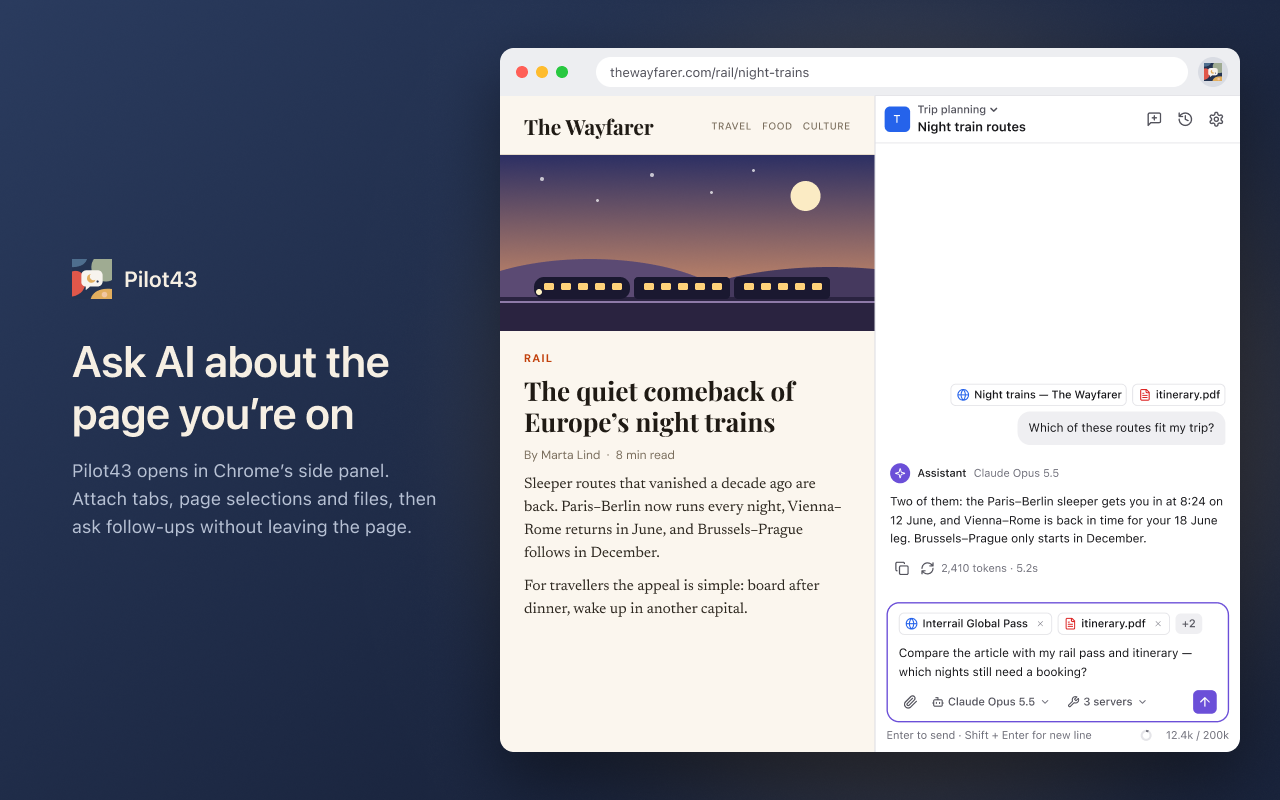 Pilot43
Ask AI about the
page you’re on
Pilot43 opens in Chrome’s side panel.
Attach tabs, page selections and files, then
ask follow-ups without leaving the page.
thewayfarer.com/rail/night-trains
The Wayfarer
TRAVEL FOOD CULTURE
RAIL
The quiet comeback of
Europe’s night trains
By Marta Lind · 8 min read
Sleeper routes that vanished a decade ago are
back. Paris–Berlin now runs every night, Vienna–
Rome returns in June, and Brussels–Prague
follows in December.
For travellers the appeal is simple: board after
dinner, wake up in another capital.
T
Trip planning
Night train routes
Night trains — The Wayfarer
itinerary.pdf
Which of these routes fit my trip?
Assistant Claude Opus 5.5
Two of them: the Paris–Berlin sleeper gets you in at 8:24 on
12 June, and Vienna–Rome is back in time for your 18 June
leg. Brussels–Prague only starts in December.
2,410 tokens · 5.2s
Interrail Global Pass ×
itinerary.pdf ×
+2
Compare the article with my rail pass and itinerary —
which nights still need a booking?
Claude Opus 5.5
3 servers
Enter to send · Shift + Enter for new line
12.4k / 200k